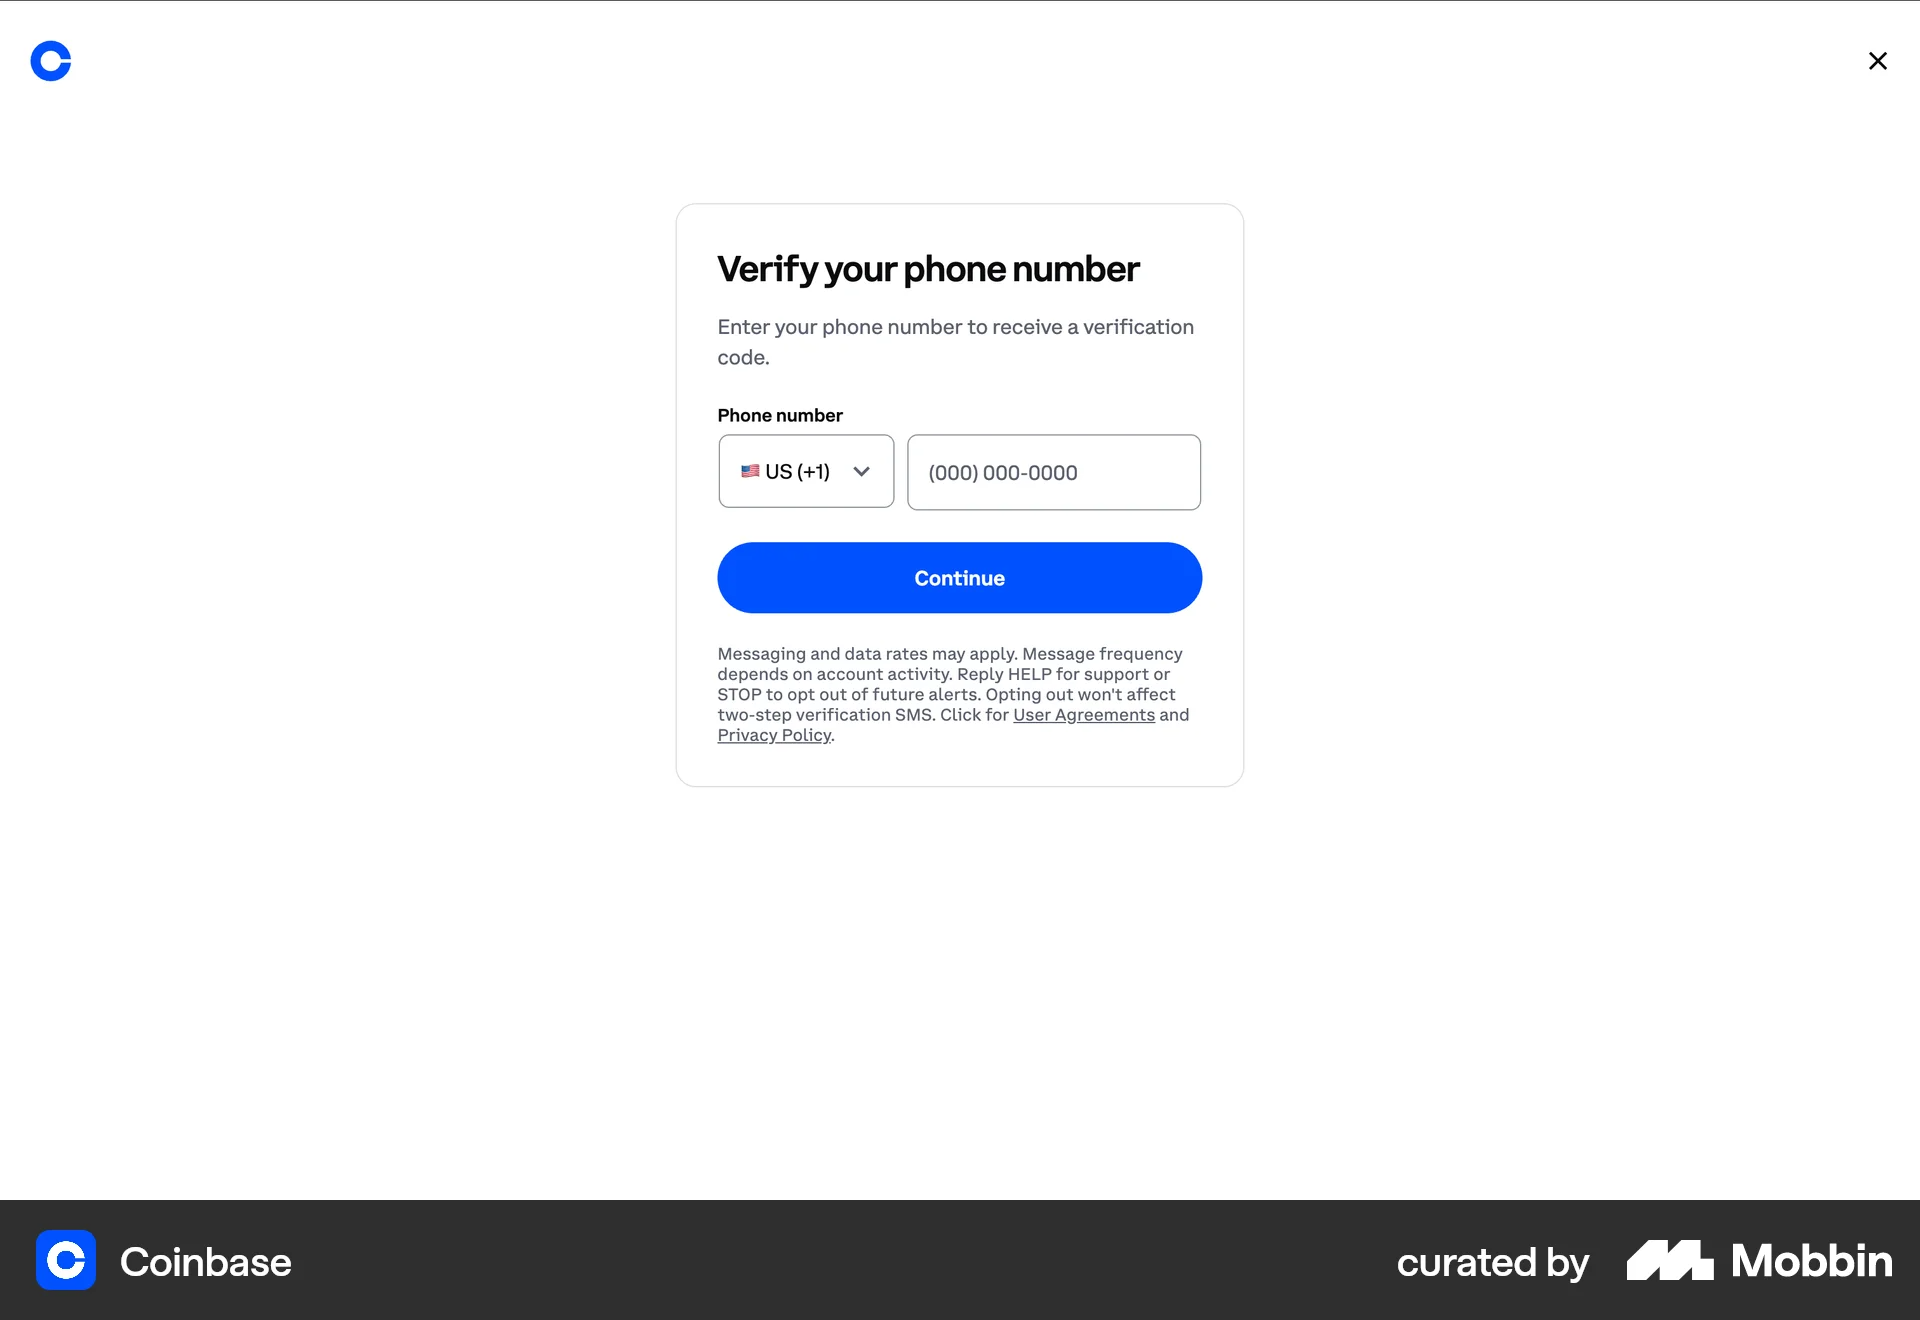 Verify your phone number
Enter your phone number to receive a verification
code.
Phone number
US (+1)
(000) 000-0000
Continue
Messaging and data rates may apply. Message frequency
depends on account activity. Reply HELP for support or
STOP to opt out of future alerts. Opting out won't affect
two-step verification SMS. Click for User Agreements and
Privacy Policy.
Coinbase
curated by Mobbin